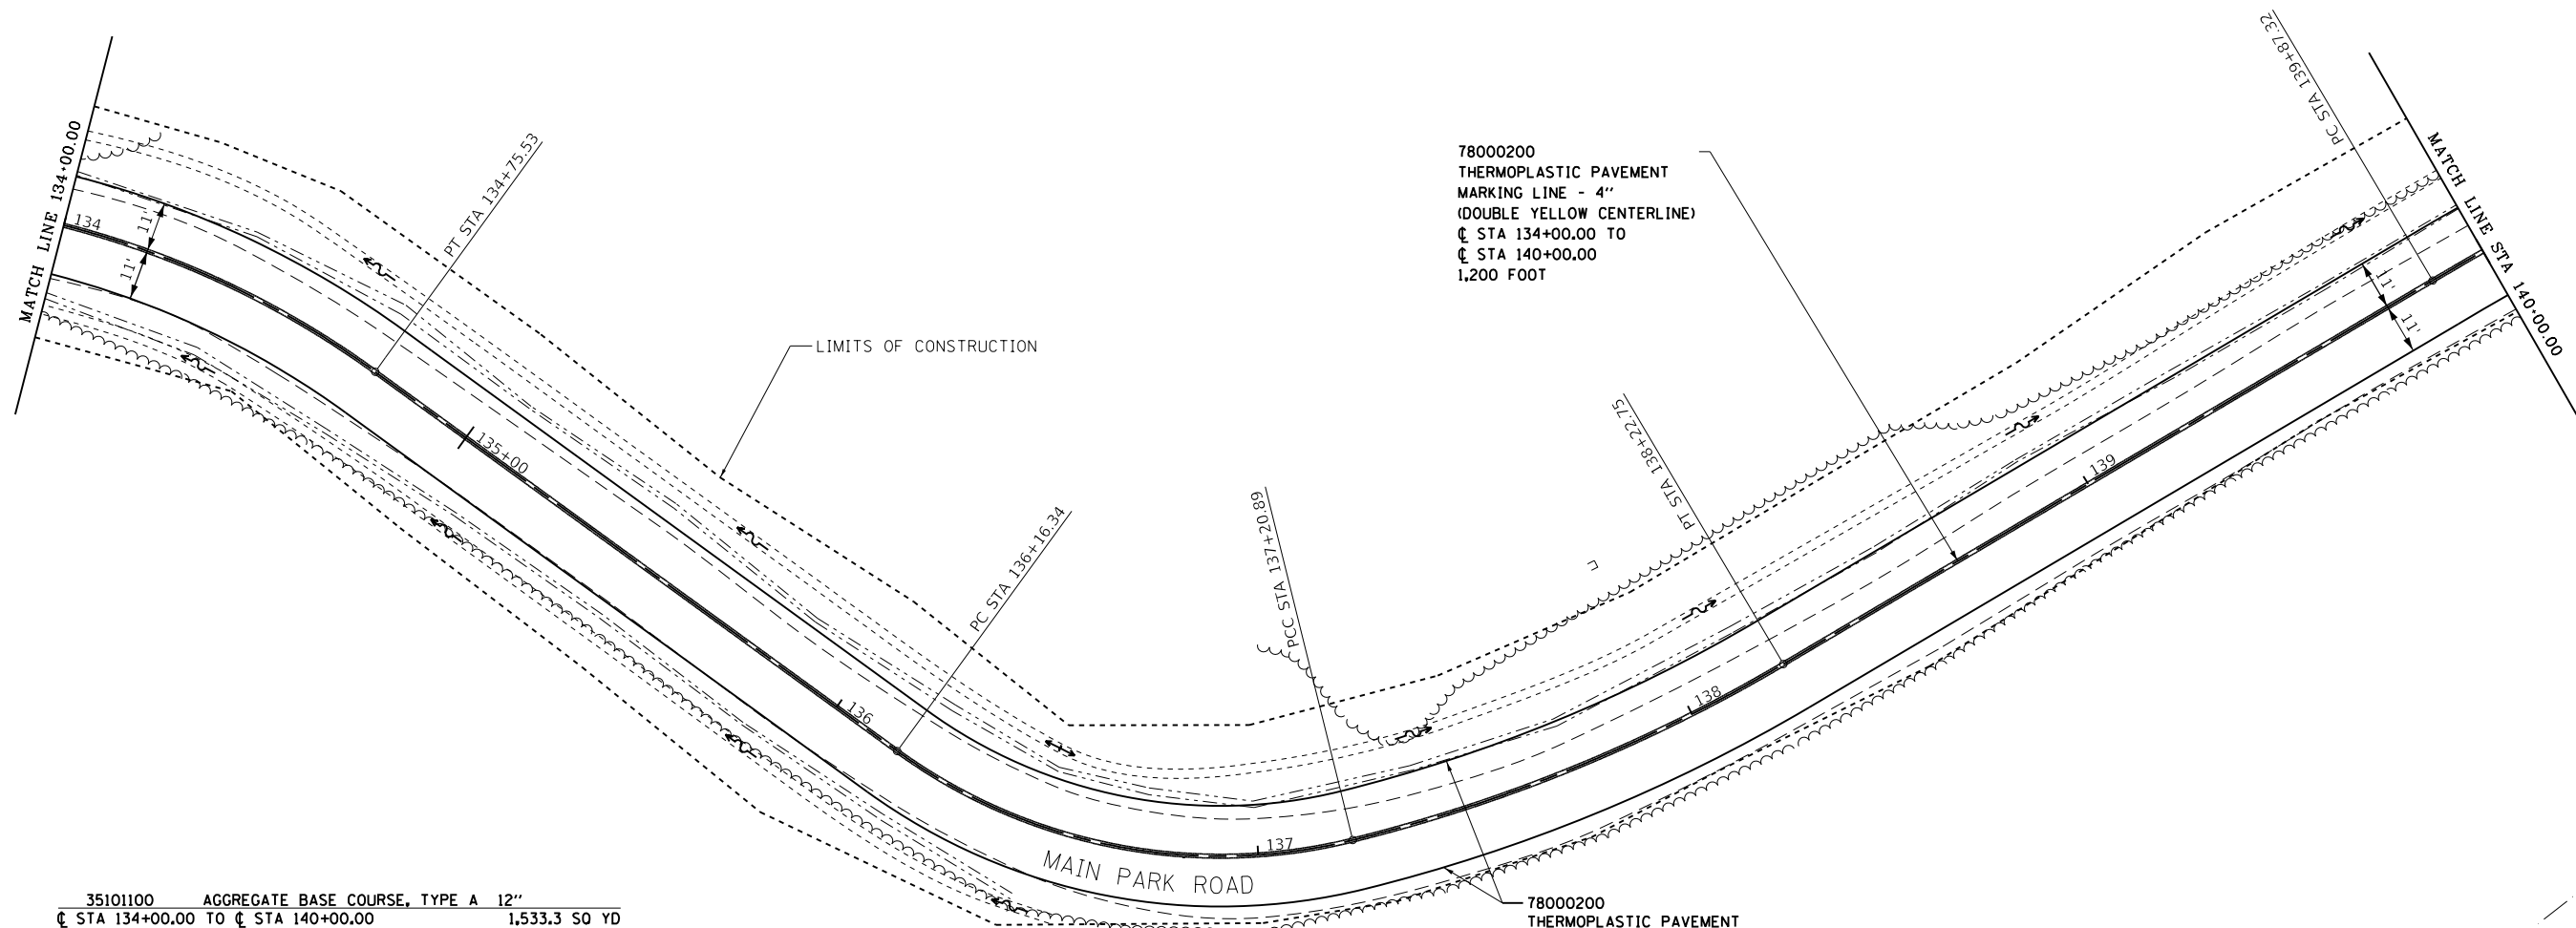 MATCH LINE 134+00.00
134
11'
11'
PT STA 134+75.53
135+00
LIMITS OF CONSTRUCTION
136
PC STA 136+16.34
137
PCC STA 137+20.89
MAIN PARK ROAD
78000200
THERMOPLASTIC PAVEMENT
MARKING LINE - 4"
(DOUBLE YELLOW CENTERLINE)
℄ STA 134+00.00 TO
℄ STA 140+00.00
1,200 FOOT
138
PT STA 138+22.75
139
PC STA 139+87.32
11'
11'
MATCH LINE STA 140+00.00
35101100 AGGREGATE BASE COURSE, TYPE A 12"
℄ STA 134+00.00 TO ℄ STA 140+00.00 1,533.3 SQ YD
78000200
THERMOPLASTIC PAVEMENT